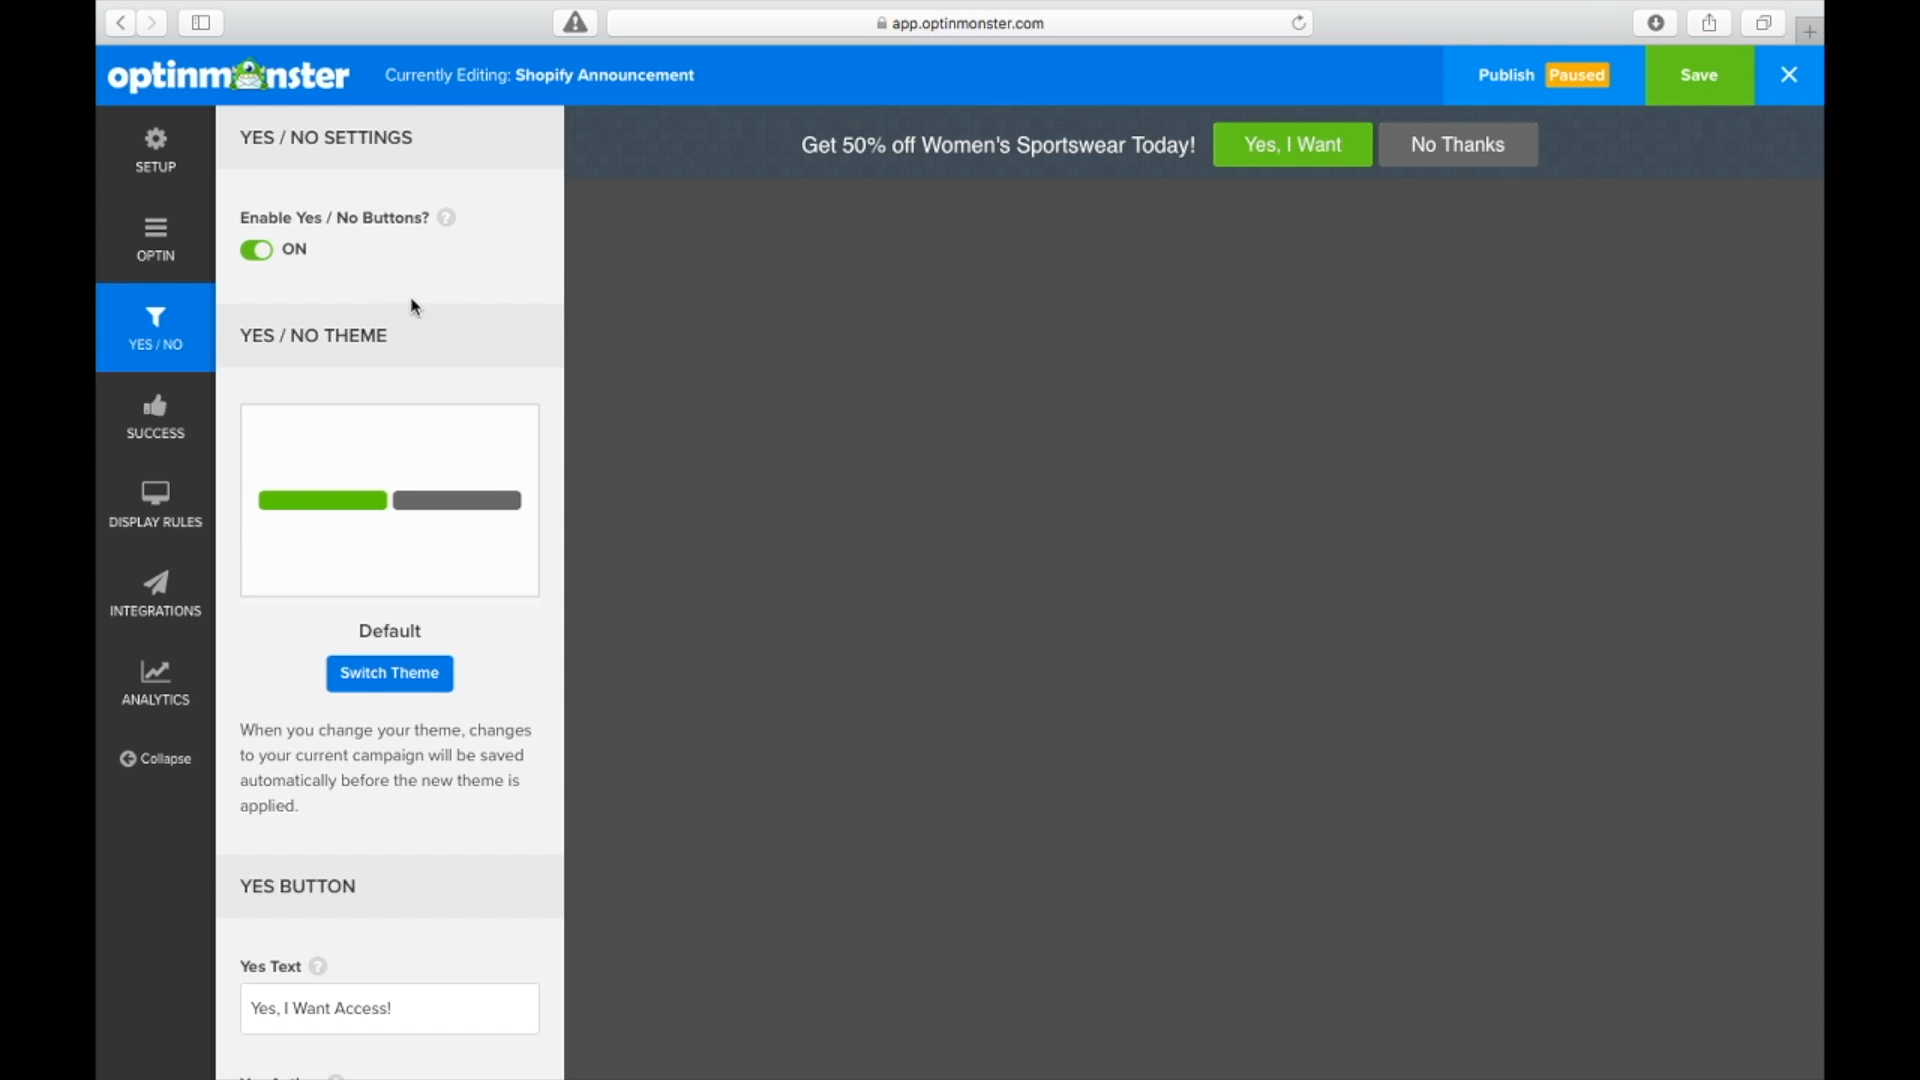 app.optinmonster.com
optinmonster
Currently Editing: Shopify Announcement
Publish Paused
Save
SETUP
OPTIN
YES / NO
SUCCESS
DISPLAY RULES
INTEGRATIONS
ANALYTICS
Collapse
YES / NO SETTINGS
Enable Yes / No Buttons? ?
ON
YES / NO THEME
Default
Switch Theme
When you change your theme, changes
to your current campaign will be saved
automatically before the new theme is
applied.
YES BUTTON
Yes Text ?
Yes, I Want Access!
Get 50% off Women's Sportswear Today!
Yes, I Want
No Thanks